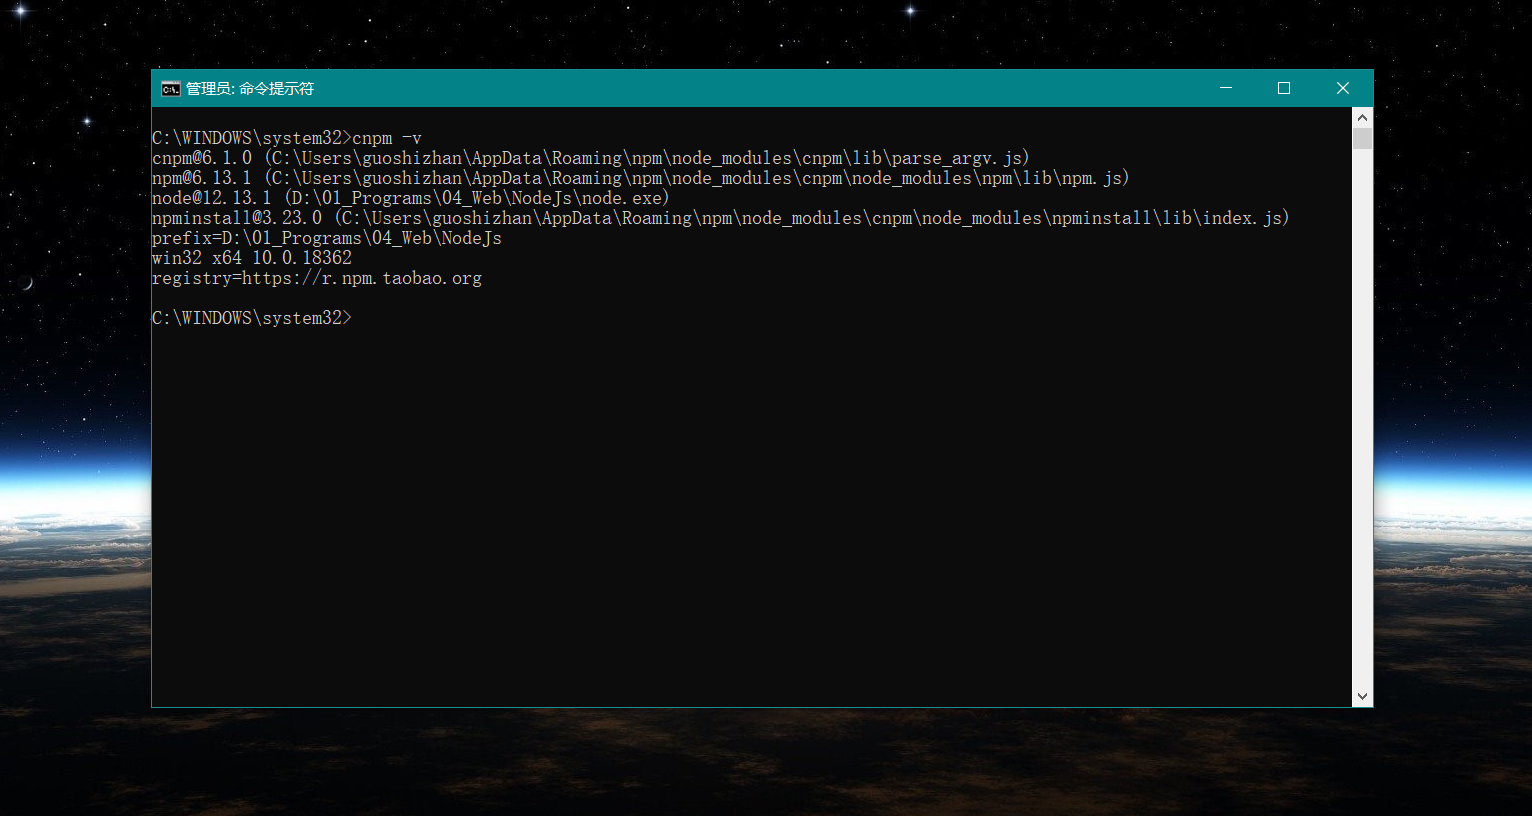 管理员: 命令提示符
C:\WINDOWS\system32>cnpm -v
cnpm@6.1.0 (C:\Users\guoshizhan\AppData\Roaming\npm\node_modules\cnpm\lib\parse_argv.js)
npm@6.13.1 (C:\Users\guoshizhan\AppData\Roaming\npm\node_modules\cnpm\node_modules\npm\lib\npm.js)
node@12.13.1 (D:\01_Programs\04_Web\NodeJs\node.exe)
npminstall@3.23.0 (C:\Users\guoshizhan\AppData\Roaming\npm\node_modules\cnpm\node_modules\npminstall\lib\index.js)
prefix=D:\01_Programs\04_Web\NodeJs
win32 x64 10.0.18362
registry=https://r.npm.taobao.org
C:\WINDOWS\system32>